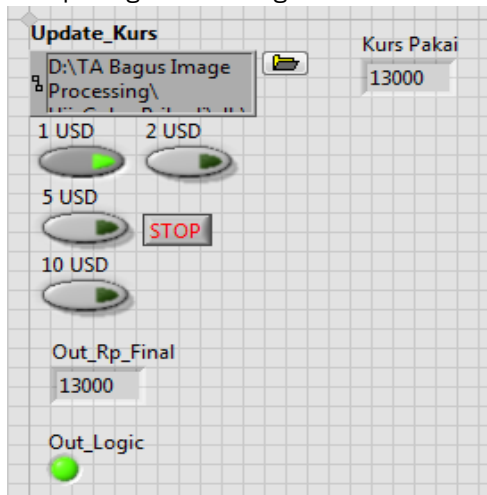 Update_Kurs
Kurs Pakai
D:\TA Bagus Image
Processing\
13000
1 USD 2 USD
5 USD
STOP
10 USD
Out_Rp_Final
13000
Out_Logic